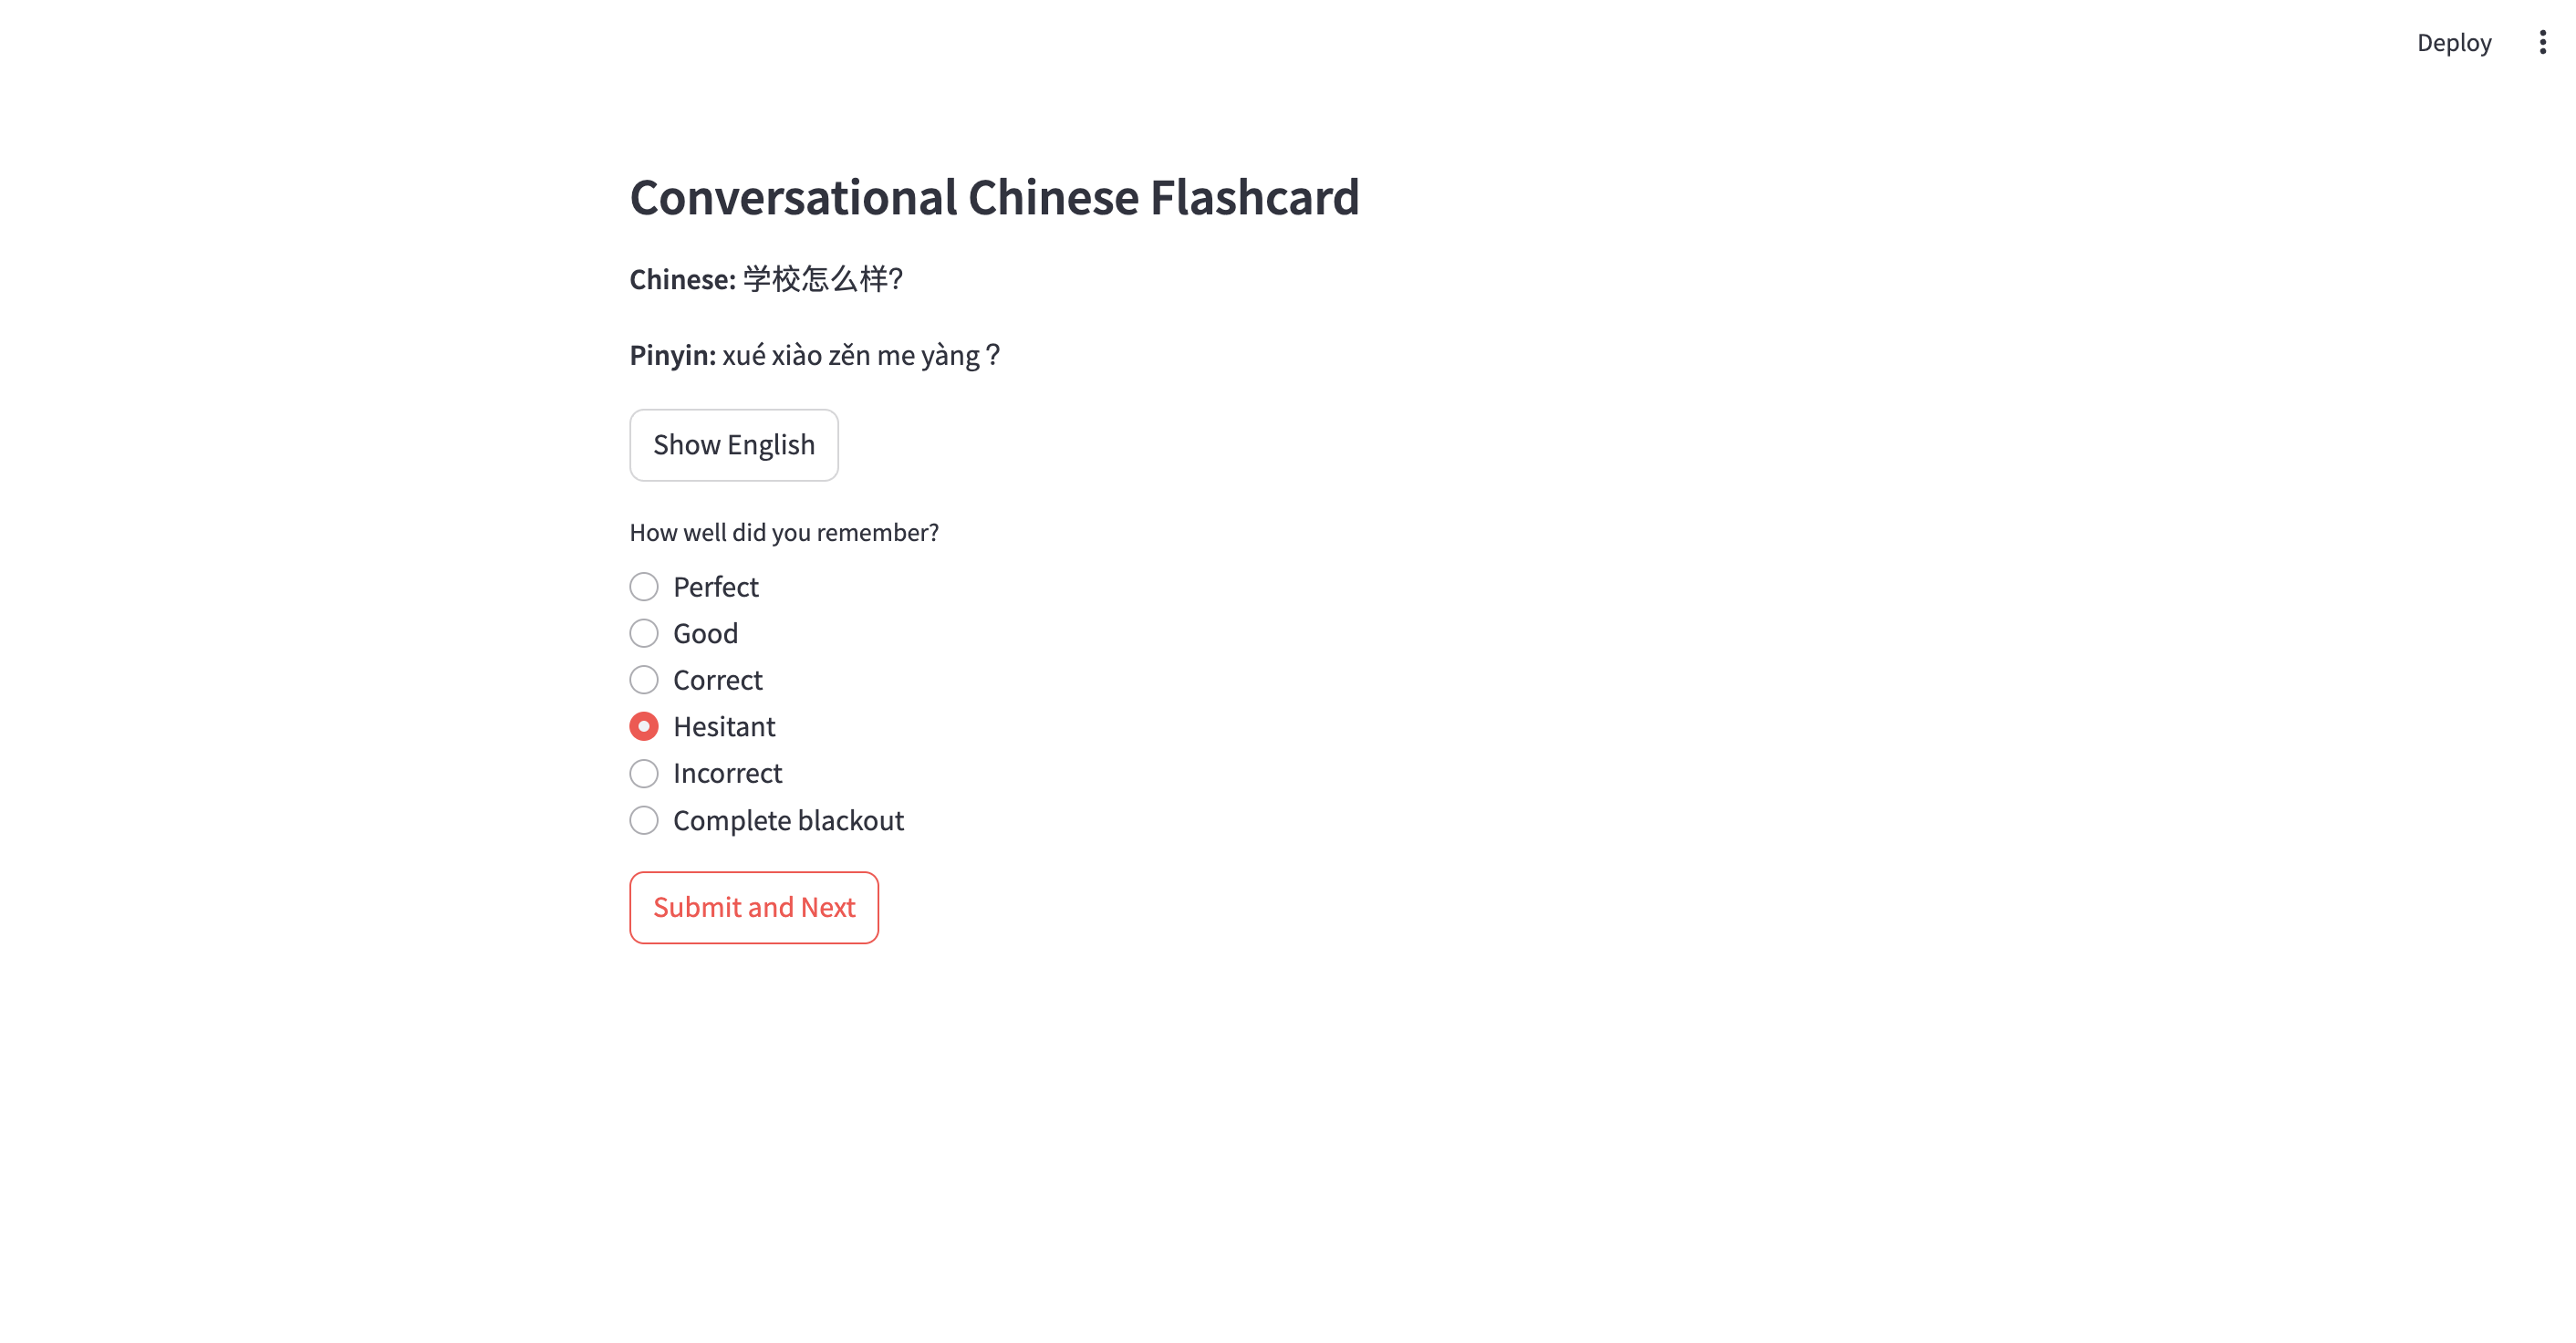 Deploy
Conversational Chinese Flashcard
Chinese: 学校怎么样?
Pinyin: xué xiào zěn me yàng ？
Show English
How well did you remember?
Perfect
Good
Correct
Hesitant
Incorrect
Complete blackout
Submit and Next